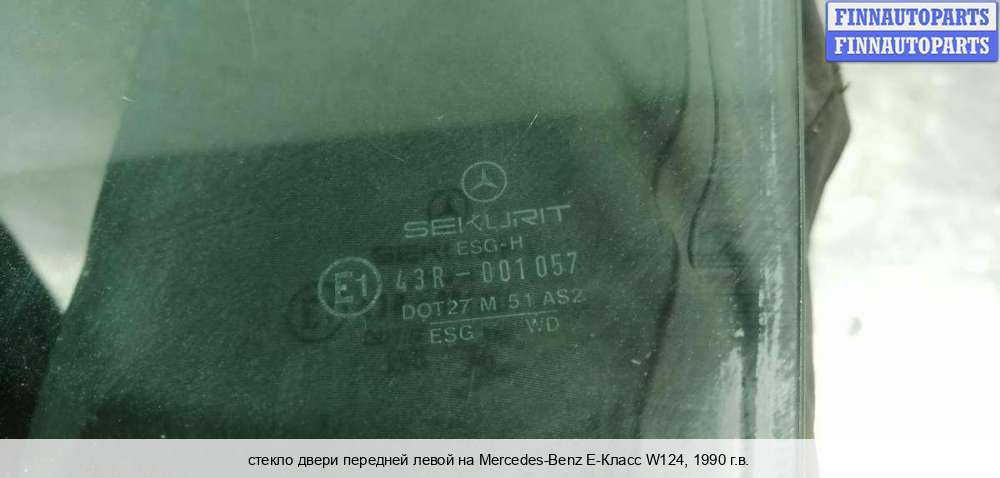 FINNAUTOPARTS
FINNAUTOPARTS
SEKURIT
ESG-H
E1 43R-001057
DOT27 M 51 AS2
ESG WD
стекло двери передней левой на Mercedes-Benz E-Класс W124, 1990 г.в.